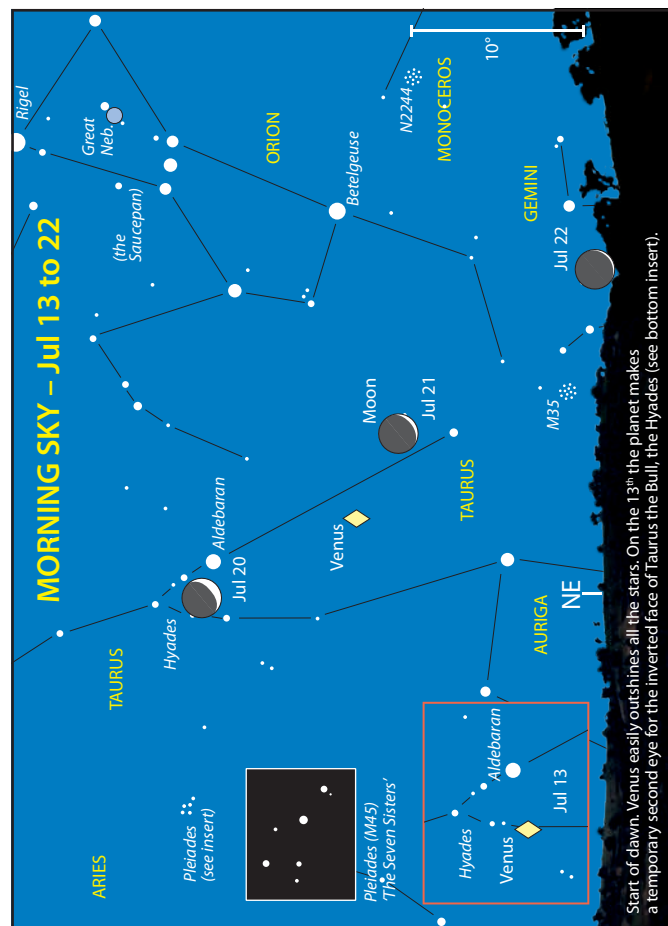 MORNING SKY – Jul 13 to 22
Rigel
Great
Neb.
(the
Saucepan)
ORION
N2244
MONOCEROS
10°
Betelgeuse
GEMINI
Jul 22
M35
Moon
Jul 21
TAURUS
Aldebaran
Venus
Jul 20
Hyades
TAURUS
AURIGA
NE
ARIES
Pleiades
(see insert)
Pleiades (M45)
'The Seven Sisters'
Aldebaran
Hyades
Venus
Jul 13
Start of dawn. Venus easily outshines all the stars. On the 13th the planet makes
a temporary second eye for the inverted face of Taurus the Bull, the Hyades (see bottom insert).